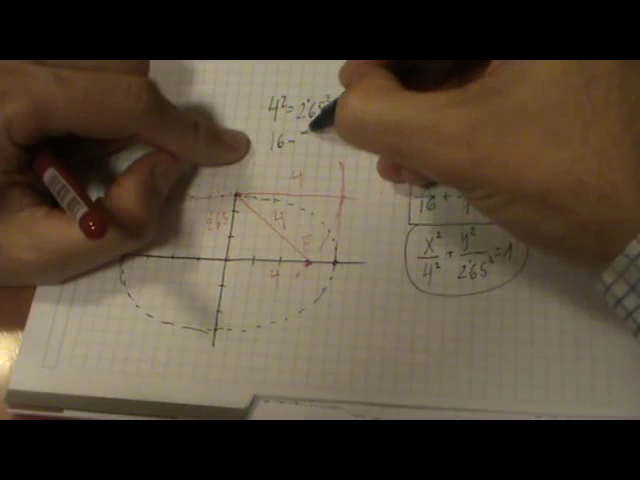 4² = 2'65²
16 -
4
2'65
4
F
4
16 +
x²/4² + y²/2'65² = 1